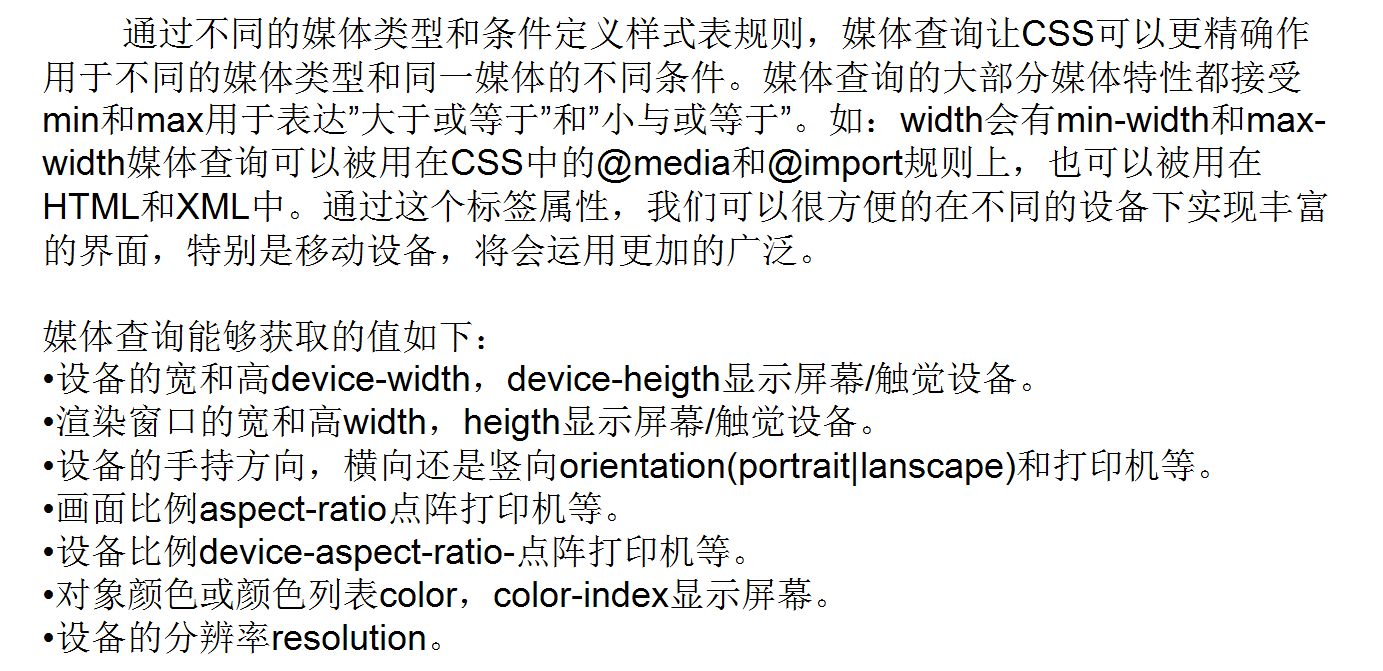 通过不同的媒体类型和条件定义样式表规则，媒体查询让CSS可以更精确作
用于不同的媒体类型和同一媒体的不同条件。媒体查询的大部分媒体特性都接受
min和max用于表达”大于或等于”和”小与或等于”。如：width会有min-width和max-
width媒体查询可以被用在CSS中的@media和@import规则上，也可以被用在
HTML和XML中。通过这个标签属性，我们可以很方便的在不同的设备下实现丰富
的界面，特别是移动设备，将会运用更加的广泛。
媒体查询能够获取的值如下：
•设备的宽和高device-width，device-heigth显示屏幕/触觉设备。
•渲染窗口的宽和高width，heigth显示屏幕/触觉设备。
•设备的手持方向，横向还是竖向orientation(portrait|lanscape)和打印机等。
•画面比例aspect-ratio点阵打印机等。
•设备比例device-aspect-ratio-点阵打印机等。
•对象颜色或颜色列表color，color-index显示屏幕。
•设备的分辨率resolution。